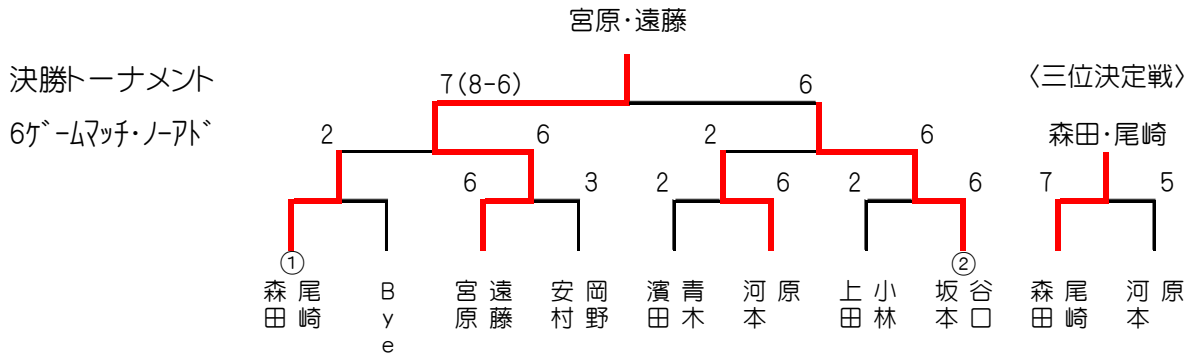 宮原・遠藤
決勝トーナメント
7(8-6)
6
〈三位決定戦〉
6ゲームマッチ・ノーアド
2
6
2
6
森田・尾崎
6
3
2
6
2
6
7
5
①
②
森田 尾崎
Bye
宮原 遠藤
安村 岡野
濱田 青木
河本 原
上田 小林
坂本 谷口
森田 尾崎
河本 原